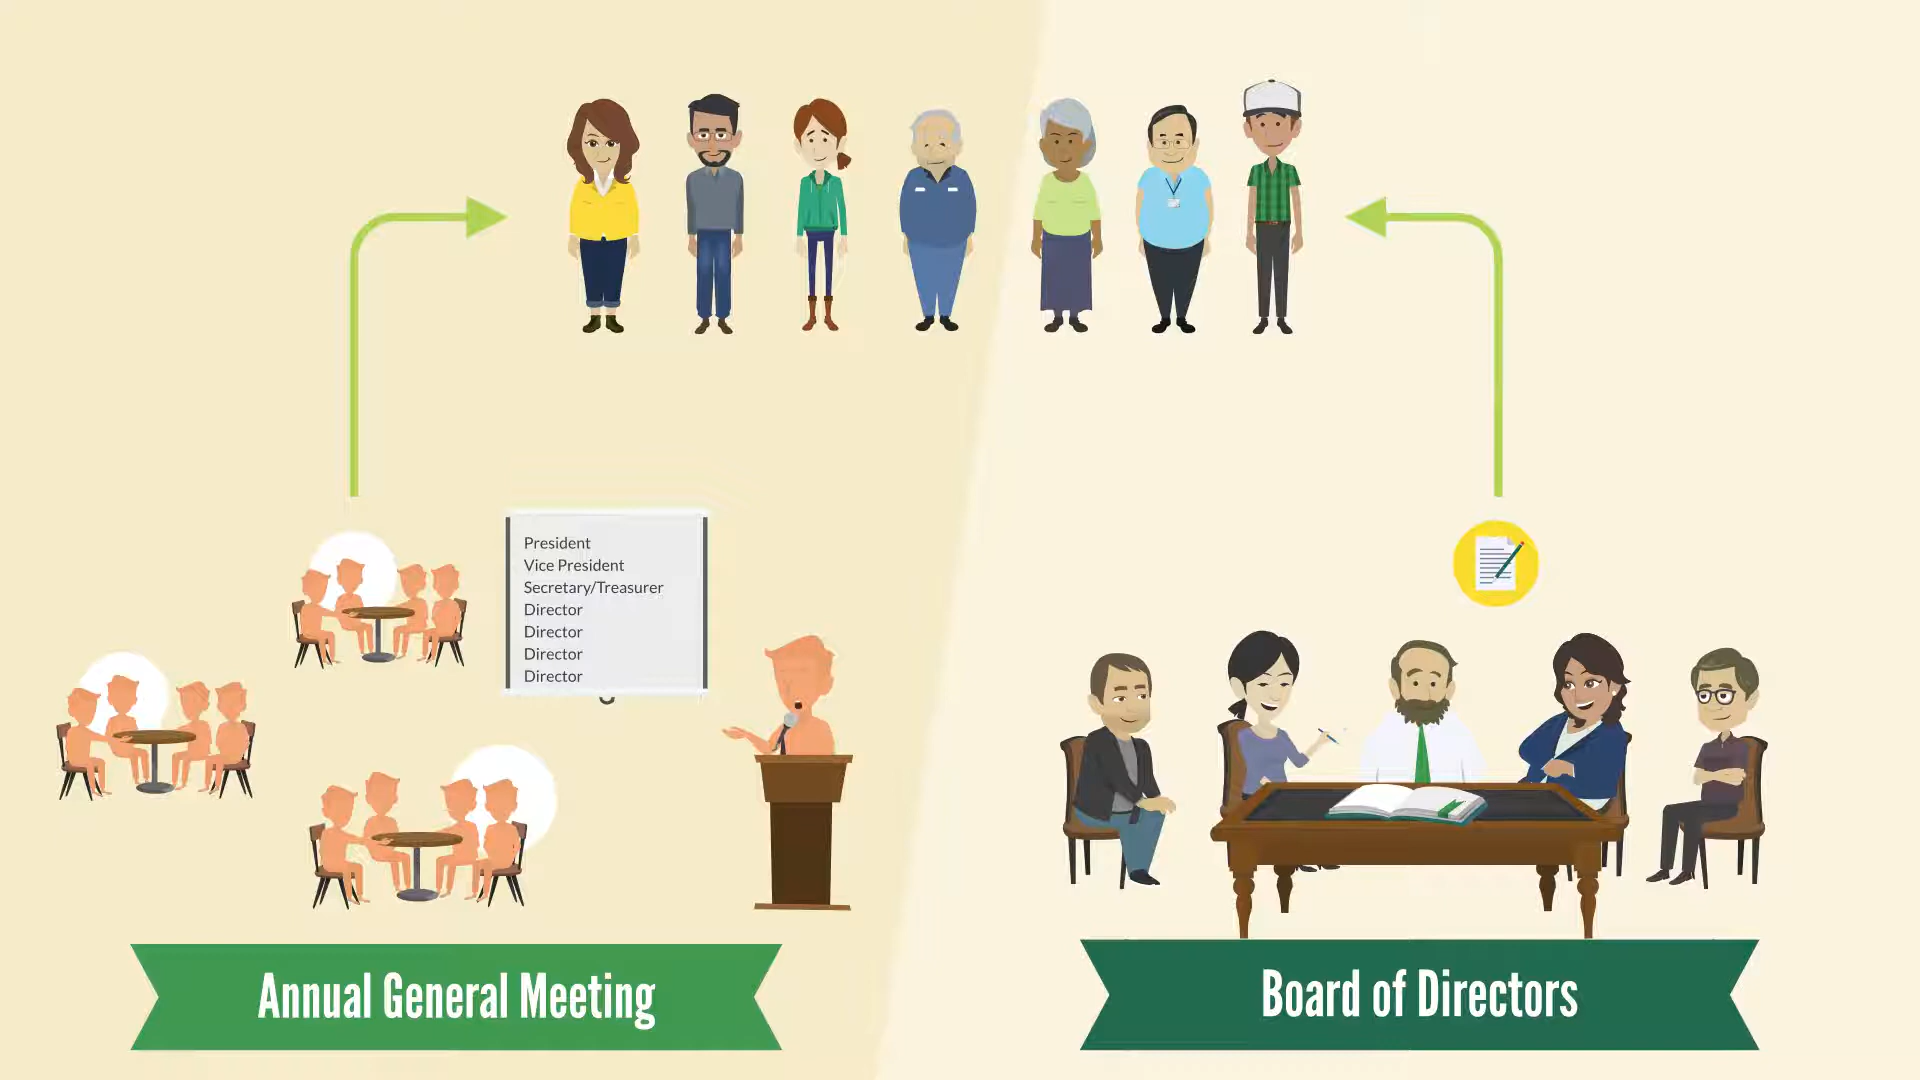 President
Vice President
Secretary/Treasurer
Director
Director
Director
Director
Annual General Meeting
Board of Directors